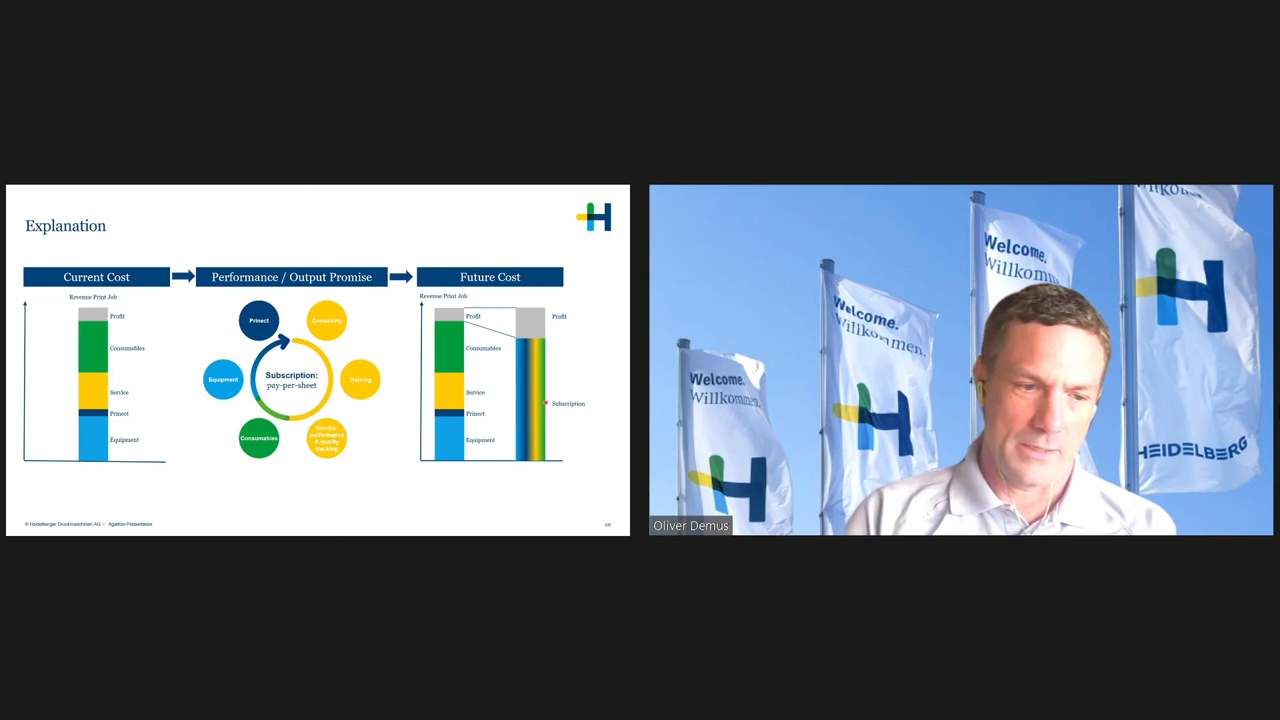 Explanation
Current Cost
Performance / Output Promise
Future Cost
Revenue Print Job
Profit
Consumables
Service
Prinect
Equipment
Prinect
Consulting
Equipment
Subscription:
pay-per-sheet
Training
Consumables
Service:
performance
& quality
tracking
Revenue Print Job
Profit
Consumables
Service
Prinect
Equipment
Profit
Subscription
© Heidelberger Druckmaschinen AG - Agathon Presentation
20
Welcome.
Willkommen.
Welcome.
Willkommen.
Welcome.
Willkomm
HEIDELBERG
Oliver Demus